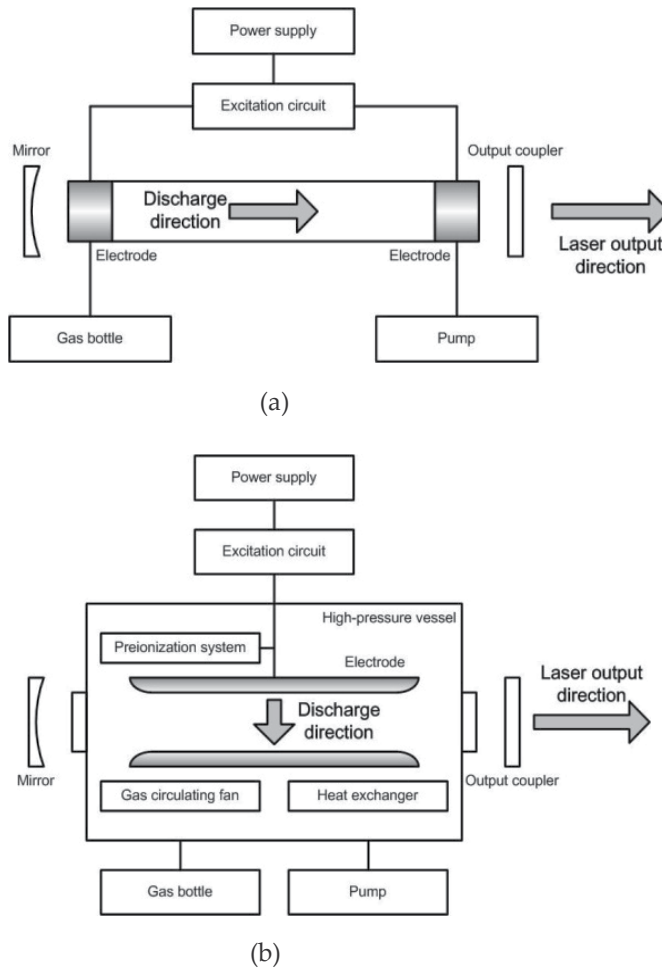 Power supply
Excitation circuit
Mirror
Output coupler
Discharge
direction
Laser output
direction
Electrode
Electrode
Gas bottle
Pump
(a)
Power supply
Excitation circuit
High-pressure vessel
Preionization system
Electrode
Laser output
direction
Discharge
direction
Mirror
Gas circulating fan
Heat exchanger
Output coupler
Gas bottle
Pump
(b)